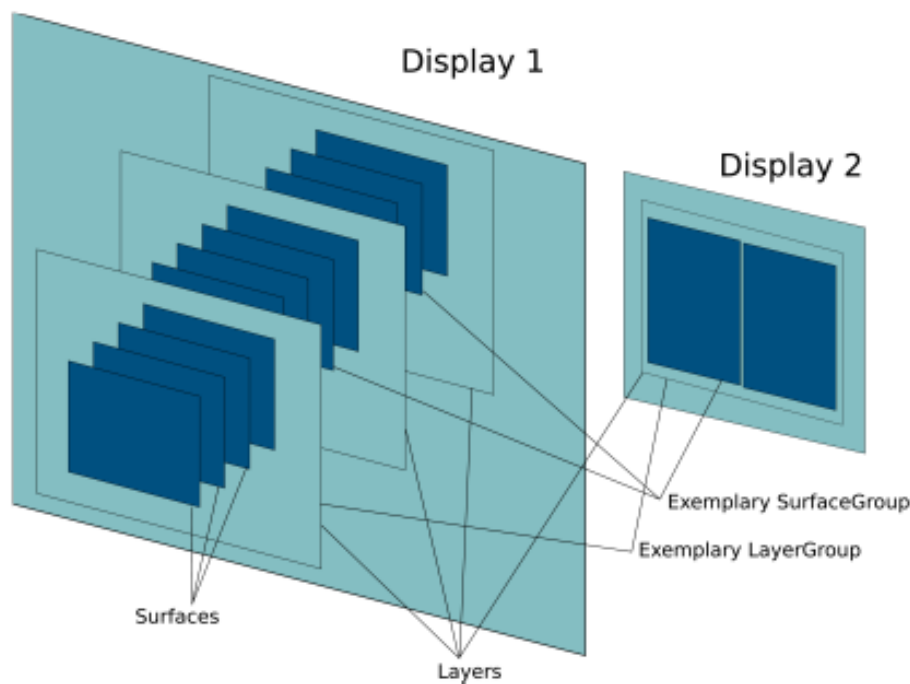 Display 1
Display 2
Exemplary SurfaceGroup
Exemplary LayerGroup
Surfaces
Layers